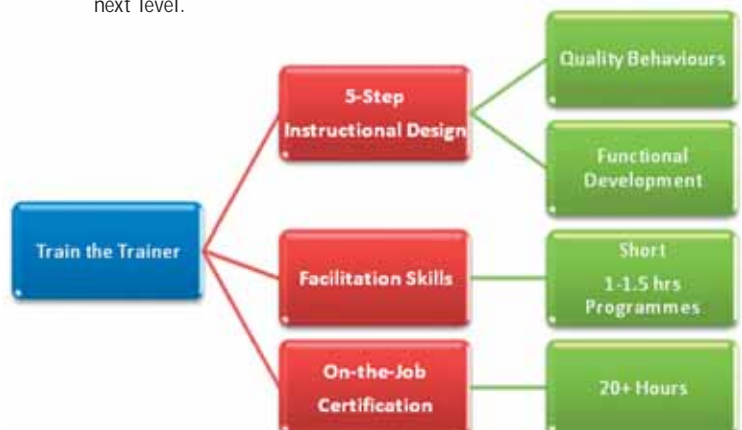 next level.
Quality Behaviours
5-Step
Instructional Design
Functional
Development
Train the Trainer
Facilitation Skills
Short
1-1.5 hrs
Programmes
On-the-Job
Certification
20+ Hours